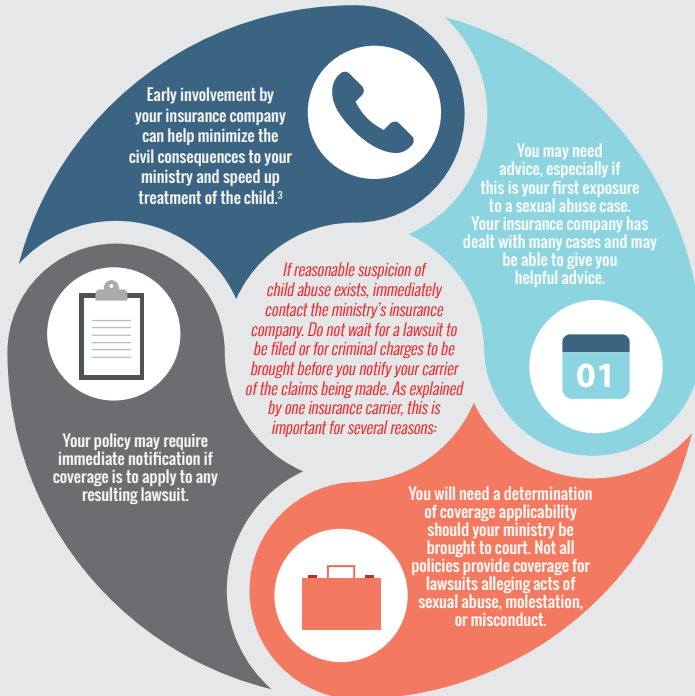 Early involvement by
your insurance company
can help minimize the
civil consequences to your
ministry and speed up
treatment of the child.3
You may need
advice, especially if
this is your first exposure
to a sexual abuse case.
Your insurance company has
dealt with many cases and may
be able to give you
helpful advice.
If reasonable suspicion of
child abuse exists, immediately
contact the ministry's insurance
company. Do not wait for a lawsuit to
be filed or for criminal charges to be
brought before you notify your carrier
of the claims being made. As explained
by one insurance carrier, this is
important for several reasons:
01
Your policy may require
immediate notification if
coverage is to apply to any
resulting lawsuit.
You will need a determination
of coverage applicability
should your ministry be
brought to court. Not all
policies provide coverage for
lawsuits alleging acts of
sexual abuse, molestation,
or misconduct.